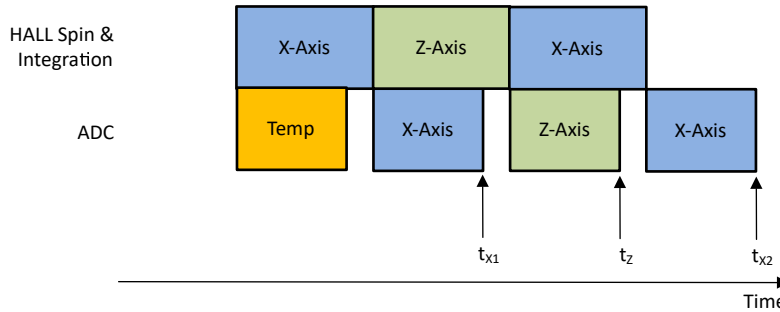 HALL Spin &
Integration
X-Axis
Z-Axis
X-Axis
ADC
Temp
X-Axis
Z-Axis
X-Axis
tX1
tZ
tX2
Time